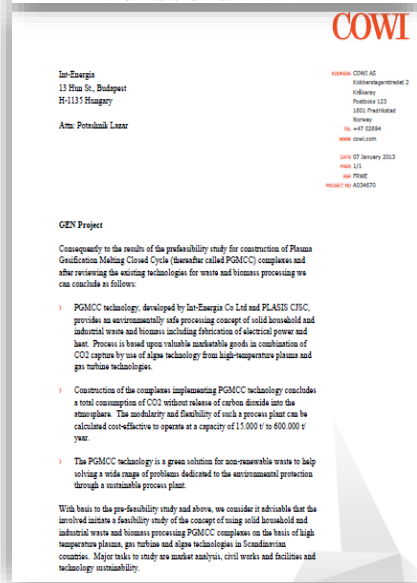 COWI
Int-Energia
13 Hun St., Budapest
H-1135 Hungary
Attn: Potashnik Lazar
ADDRESS COWI AS
Kobberslagerstredet 2
Kråkerøy
Postboks 123
1601 Fredrikstad
Norway
TEL +47 02694
WWW cowi.com
DATE 07 January 2013
PAGE 1/1
REF FRWE
PROJECT NO A034670
GEN Project
Consequently to the results of the prefeasibility study for construction of Plasma
Gasification Melting Closed Cycle (thereafter called PGMCC) complexes and
after reviewing the existing technologies for waste and biomass processing we
can conclude as follows:
› PGMCC technology, developed by Int-Energia Co Ltd and PLASIS CJSC,
provides an environmentally safe processing concept of solid household and
industrial waste and biomass including fabrication of electrical power and
heat. Process is based upon valuable marketable goods in combination of
CO2 capture by use of algae technology from high-temperature plasma and
gas turbine technologies.
› Construction of the complexes implementing PGMCC technology concludes
a total consumption of CO2 without release of carbon dioxide into the
atmosphere. The modularity and flexibility of such a process plant can be
calculated cost-effective to operate at a capacity of 15.000 t/ to 600.000 t/
year.
› The PGMCC technology is a green solution for non-renewable waste to help
solving a wide range of problems dedicated to the environmental protection
through a sustainable process plant.
With basis to the pre-feasibility study and above, we consider it advisable that the
involved initiate a feasibility study of the concept of using solid household and
industrial waste and biomass processing PGMCC complexes on the basis of high
temperature plasma, gas turbine and algae technologies in Scandinavian
countries. Major tasks to study are market analysis, civil works and facilities and
technology sustainability.